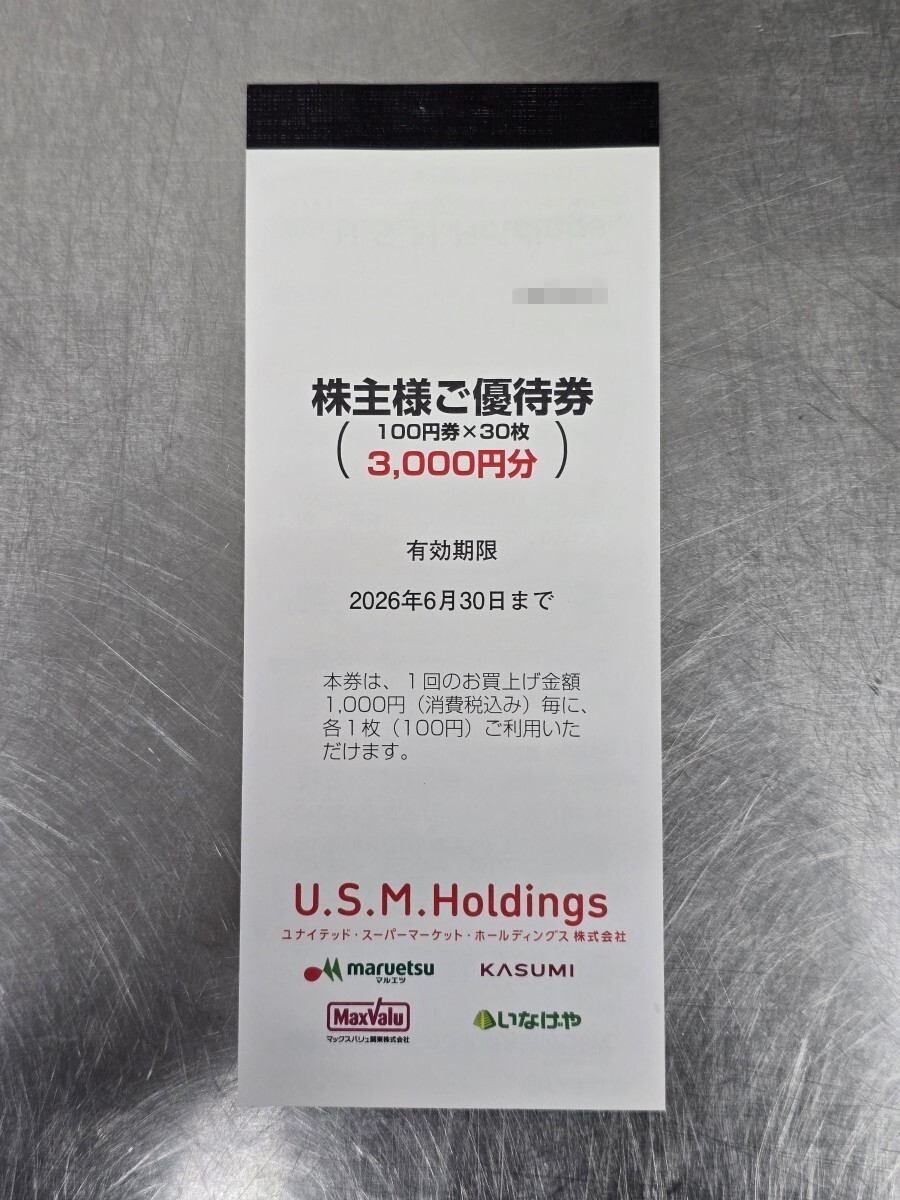 株主様ご優待券
(100円券×30枚
3,000円分)
有効期限
2026年6月30日まで
本券は、1回のお買上げ金額
1,000円(消費税込み)毎に、
各1枚(100円)ご利用いた
だけます。
U.S.M.Holdings
ユナイテッド・スーパーマーケット・ホールディングス 株式会社
maruetsu
マルエツ
KASUMI
MaxValu
マックスバリュ関東株式会社
いなげや